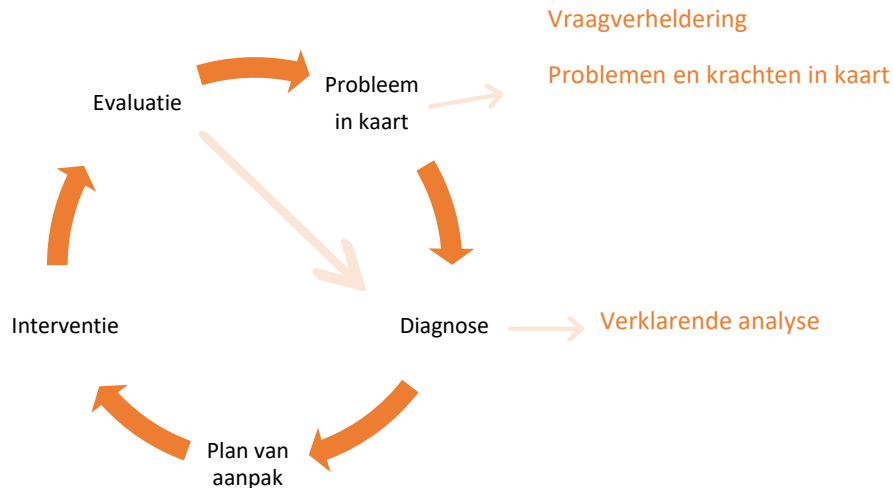 Vraagverheldering
Problemen en krachten in kaart
Evaluatie
Probleem
in kaart
Interventie
Diagnose
Verklarende analyse
Plan van
aanpak